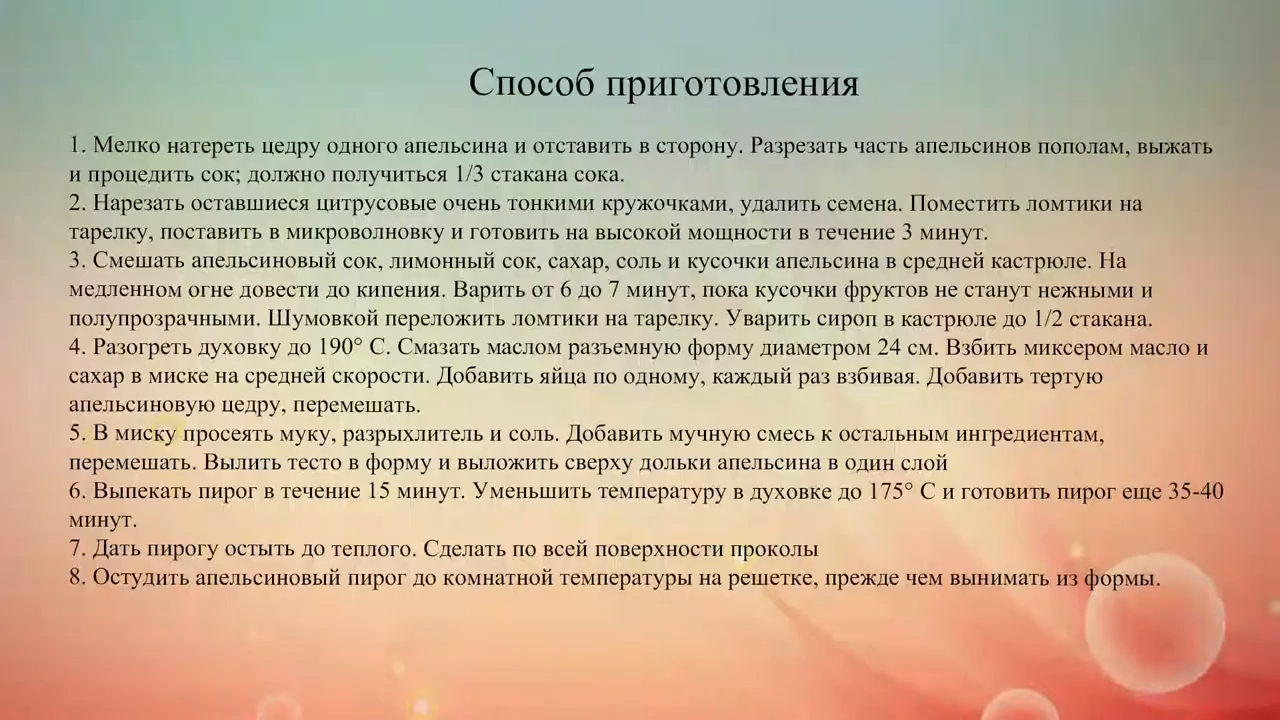 Способ приготовления
1. Мелко натереть цедру одного апельсина и отставить в сторону. Разрезать часть апельсинов пополам, выжать
и процедить сок; должно получиться 1/3 стакана сока.
2. Нарезать оставшиеся цитрусовые очень тонкими кружочками, удалить семена. Поместить ломтики на
тарелку, поставить в микроволновку и готовить на высокой мощности в течение 3 минут.
3. Смешать апельсиновый сок, лимонный сок, сахар, соль и кусочки апельсина в средней кастрюле. На
медленном огне довести до кипения. Варить от 6 до 7 минут, пока кусочки фруктов не станут нежными и
полупрозрачными. Шумовкой переложить ломтики на тарелку. Уварить сироп в кастрюле до 1/2 стакана.
4. Разогреть духовку до 190° С. Смазать маслом разъемную форму диаметром 24 см. Взбить миксером масло и
сахар в миске на средней скорости. Добавить яйца по одному, каждый раз взбивая. Добавить тертую
апельсиновую цедру, перемешать.
5. В миску просеять муку, разрыхлитель и соль. Добавить мучную смесь к остальным ингредиентам,
перемешать. Вылить тесто в форму и выложить сверху дольки апельсина в один слой
6. Выпекать пирог в течение 15 минут. Уменьшить температуру в духовке до 175° С и готовить пирог еще 35-40
минут.
7. Дать пирогу остыть до теплого. Сделать по всей поверхности проколы
8. Остудить апельсиновый пирог до комнатной температуры на решетке, прежде чем вынимать из формы.